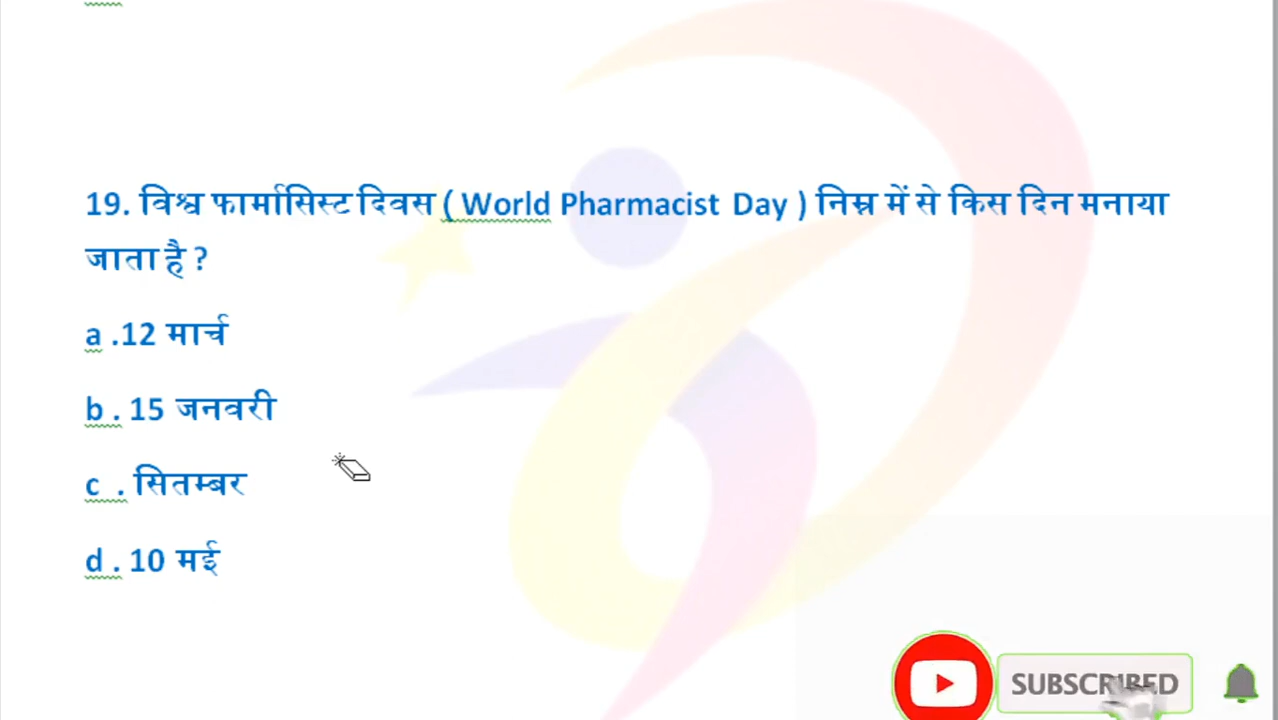 19. विश्व फार्मासिस्ट दिवस ( World Pharmacist Day ) निम्न में से किस दिन मनाया
जाता है ?
a .12 मार्च
b . 15 जनवरी
c . सितम्बर
d . 10 मई
SUBSCRIBED